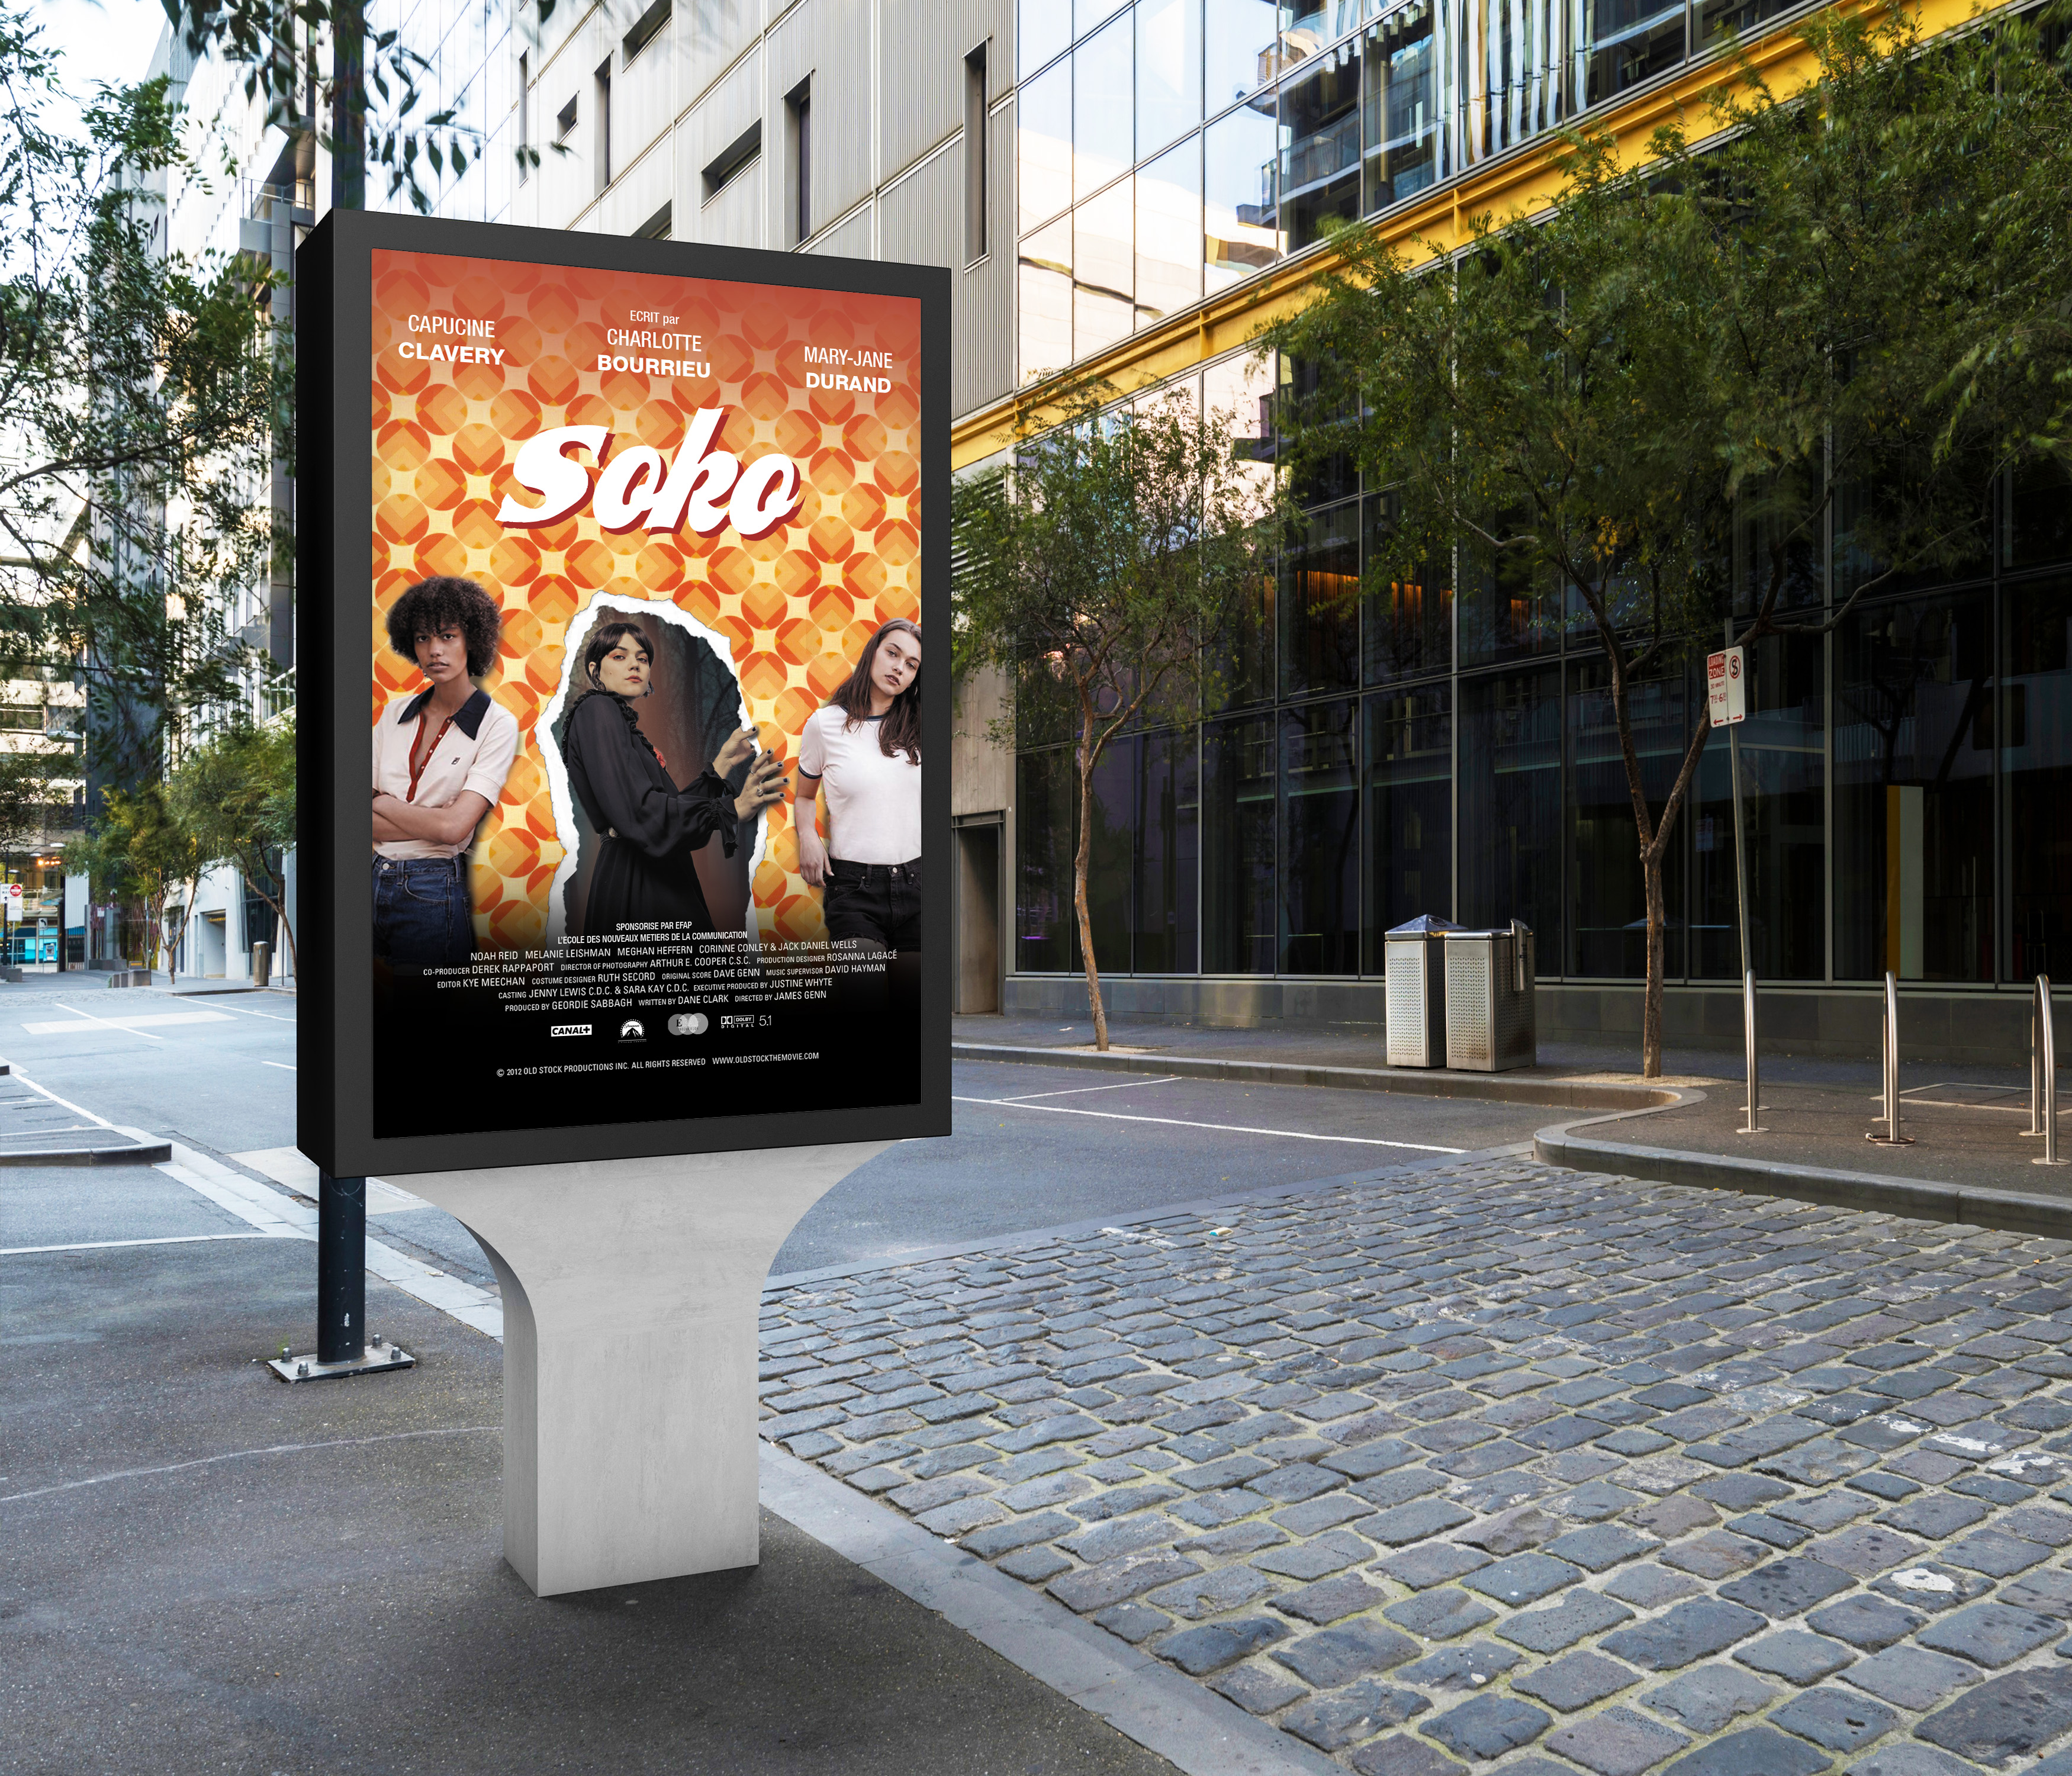 CAPUCINE
CLAVERY
ECRIT par
CHARLOTTE
BOURRIEU
MARY-JANE
DURAND
Soko
SPONSORISE PAR EFAP
L'ECOLE DES NOUVEAUX METIERS DE LA COMMUNICATION
NOAH REID MELANIE LEISHMAN MEGHAN HEFFERN CORINNE CONLEY & JACK DANIEL WELLS
CO-PRODUCER DEREK RAPPAPORT DIRECTOR OF PHOTOGRAPHY ARTHUR E. COOPER C.S.C. PRODUCTION DESIGNER ROSANNA LAGACÉ
EDITOR KYE MEECHAN COSTUME DESIGNER RUTH SECORD ORIGINAL SCORE DAVE GENN MUSIC SUPERVISOR DAVID HAYMAN
CASTING JENNY LEWIS C.D.C. & SARA KAY C.D.C. EXECUTIVE PRODUCED BY JUSTINE WHYTE
PRODUCED BY GEORDIE SABBAGH WRITTEN BY DANE CLARK DIRECTED BY JAMES GENN
CANAL+
DOLBY
DIGITAL 5.1
© 2012 OLD STOCK PRODUCTIONS INC. ALL RIGHTS RESERVED WWW.OLDSTOCKTHEMOVIE.COM
LOADING
ZONE